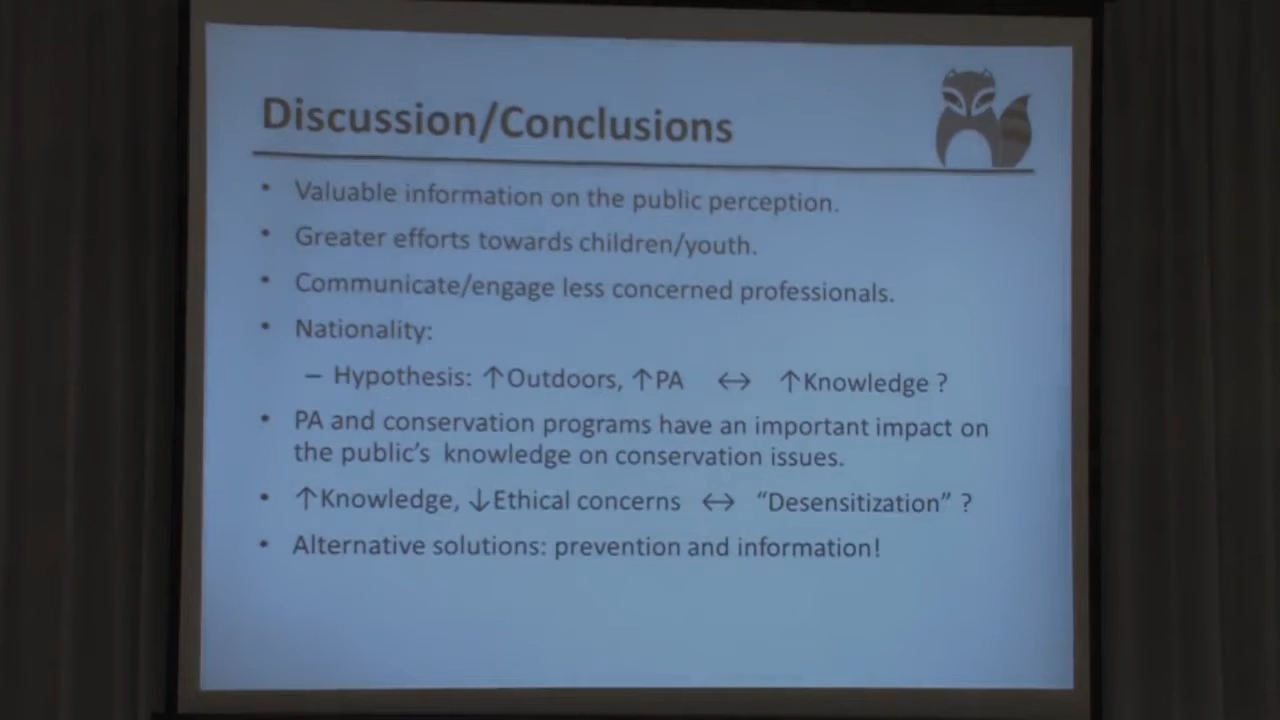 Discussion/Conclusions
• Valuable information on the public perception.
• Greater efforts towards children/youth.
• Communicate/engage less concerned professionals.
• Nationality:
– Hypothesis: ↑Outdoors, ↑PA ↔ ↑Knowledge ?
• PA and conservation programs have an important impact on
the public's knowledge on conservation issues.
• ↑Knowledge, ↓Ethical concerns ↔ "Desensitization" ?
• Alternative solutions: prevention and information!